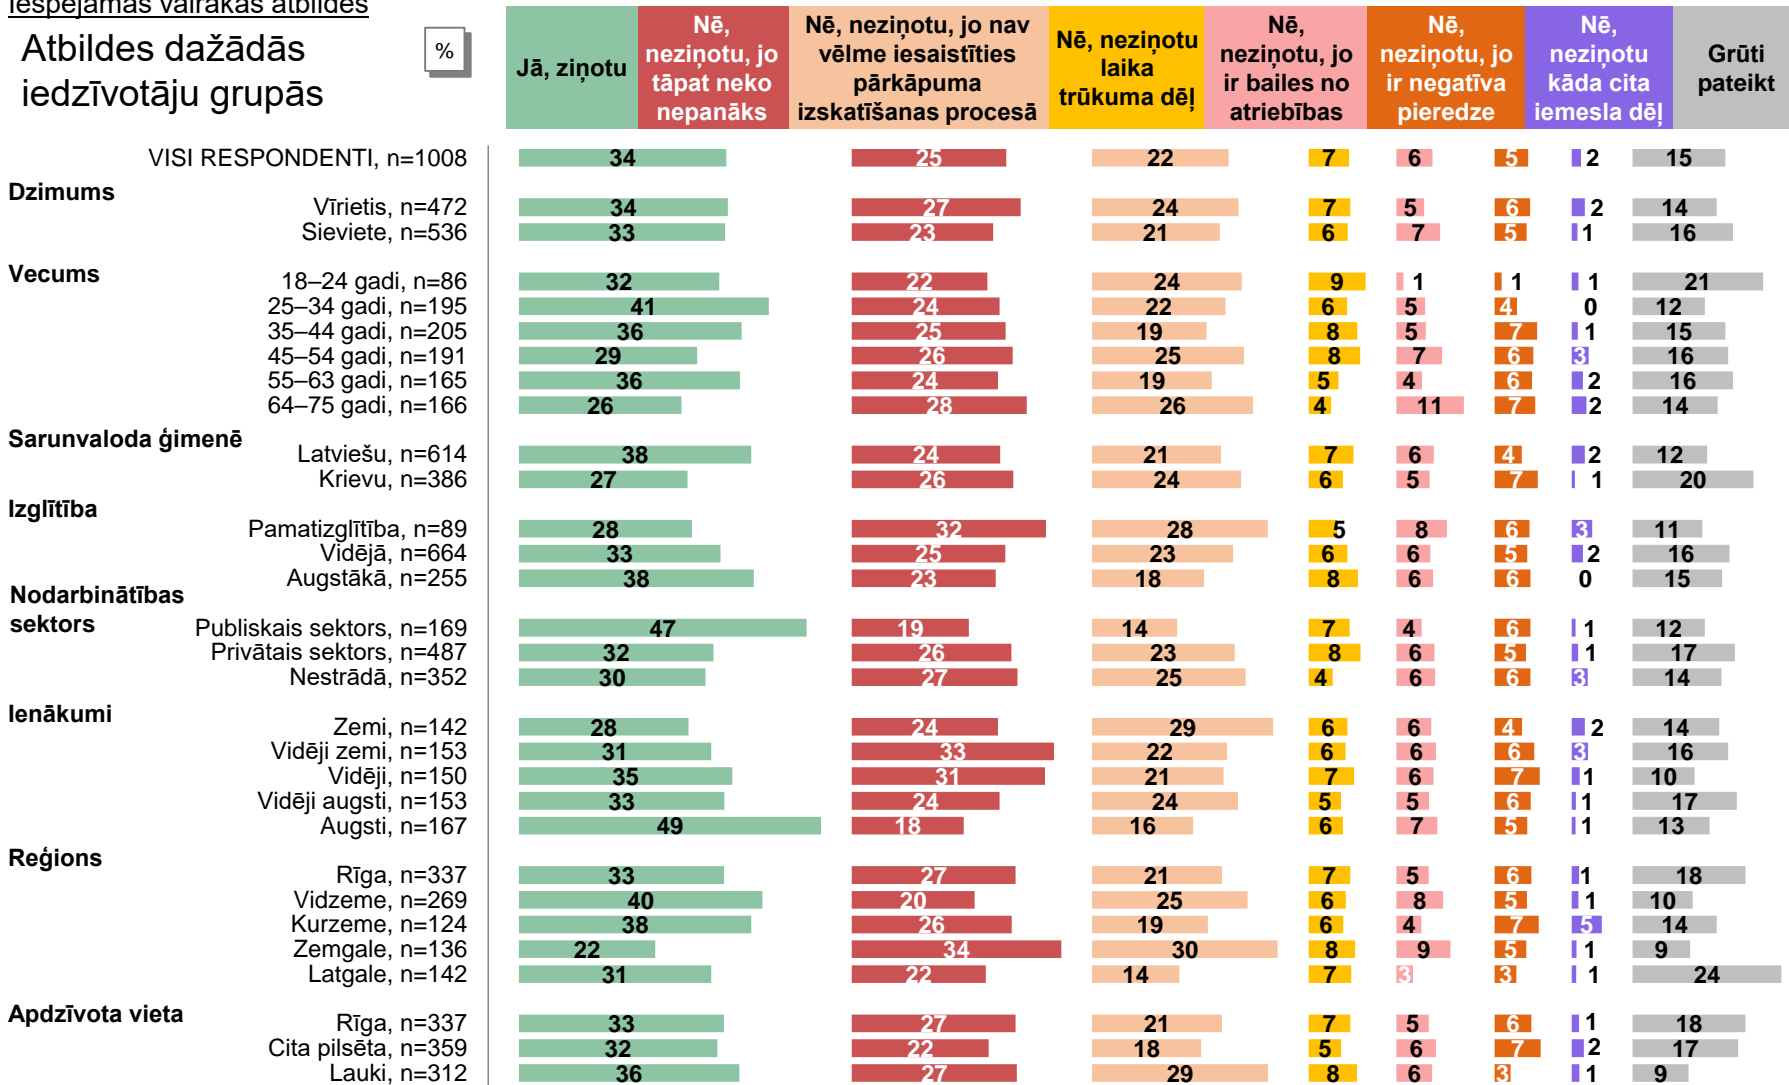 Iespējamas vairākas atbildes
Atbildes dažādās
iedzīvotāju grupās
%
Jā, ziņotu
Nē,
neziņotu, jo
tāpat neko
nepanāks
Nē, neziņotu, jo nav
vēlme iesaistīties
pārkāpuma
izskatīšanas procesā
Nē, neziņotu
laika
trūkuma dēļ
Nē,
neziņotu, jo
ir bailes no
atriebības
Nē,
neziņotu, jo
ir negatīva
pieredze
Nē,
neziņotu
kāda cita
iemesla dēļ
Grūti
pateikt
VISI RESPONDENTI, n=1008 34 25 22 7 6 5 2 15
Dzimums
Vīrietis, n=472 34 27 24 7 5 6 2 14
Sieviete, n=536 33 23 21 6 7 5 1 16
Vecums
18–24 gadi, n=86 32 22 24 9 1 1 1 21
25–34 gadi, n=195 41 24 22 6 5 4 0 12
35–44 gadi, n=205 36 25 19 8 5 7 1 15
45–54 gadi, n=191 29 26 25 8 7 6 3 16
55–63 gadi, n=165 36 24 19 5 4 6 2 16
64–75 gadi, n=166 26 28 26 4 11 7 2 14
Sarunvaloda ģimenē
Latviešu, n=614 38 24 21 7 6 4 2 12
Krievu, n=386 27 26 24 6 5 7 1 20
Izglītība
Pamatizglītība, n=89 28 32 28 5 8 6 3 11
Vidējā, n=664 33 25 23 6 6 5 2 16
Augstākā, n=255 38 23 18 8 6 6 0 15
Nodarbinātības
sektors
Publiskais sektors, n=169 47 19 14 7 4 6 1 12
Privātais sektors, n=487 32 26 23 8 6 5 1 17
Nestrādā, n=352 30 27 25 4 6 6 3 14
Ienākumi
Zemi, n=142 28 24 29 6 6 4 2 14
Vidēji zemi, n=153 31 33 22 6 6 6 3 16
Vidēji, n=150 35 31 21 7 6 7 1 10
Vidēji augsti, n=153 33 24 24 5 5 6 1 17
Augsti, n=167 49 18 16 6 7 5 1 13
Reģions
Rīga, n=337 33 27 21 7 5 6 1 18
Vidzeme, n=269 40 20 25 6 8 5 1 10
Kurzeme, n=124 38 26 19 6 4 7 5 14
Zemgale, n=136 22 34 30 8 9 5 1 9
Latgale, n=142 31 22 14 7 3 3 1 24
Apdzīvota vieta
Rīga, n=337 33 27 21 7 5 6 1 18
Cita pilsēta, n=359 32 22 18 5 6 7 2 17
Lauki, n=312 36 27 29 8 6 3 1 9